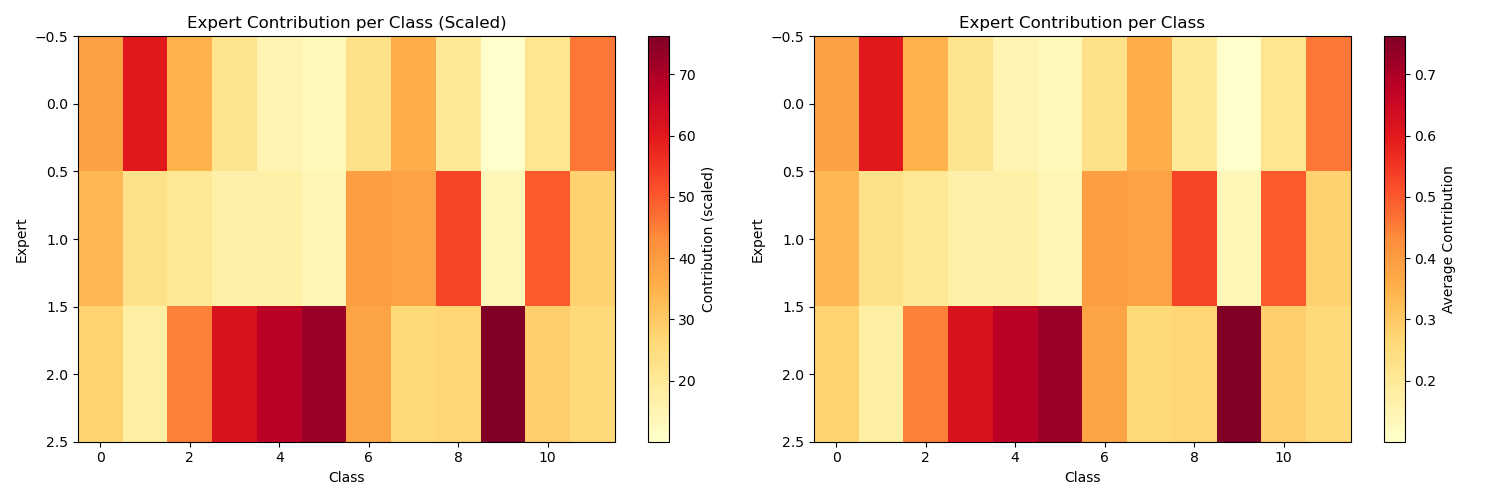 Expert Contribution per Class (Scaled)
−0.5
0.0
0.5
1.0
1.5
2.0
2.5
Expert
0 2 4 6 8 10
Class
70
60
50
40
30
20
Contribution (scaled)
Expert Contribution per Class
−0.5
0.0
0.5
1.0
1.5
2.0
2.5
Expert
0 2 4 6 8 10
Class
0.7
0.6
0.5
0.4
0.3
0.2
Average Contribution